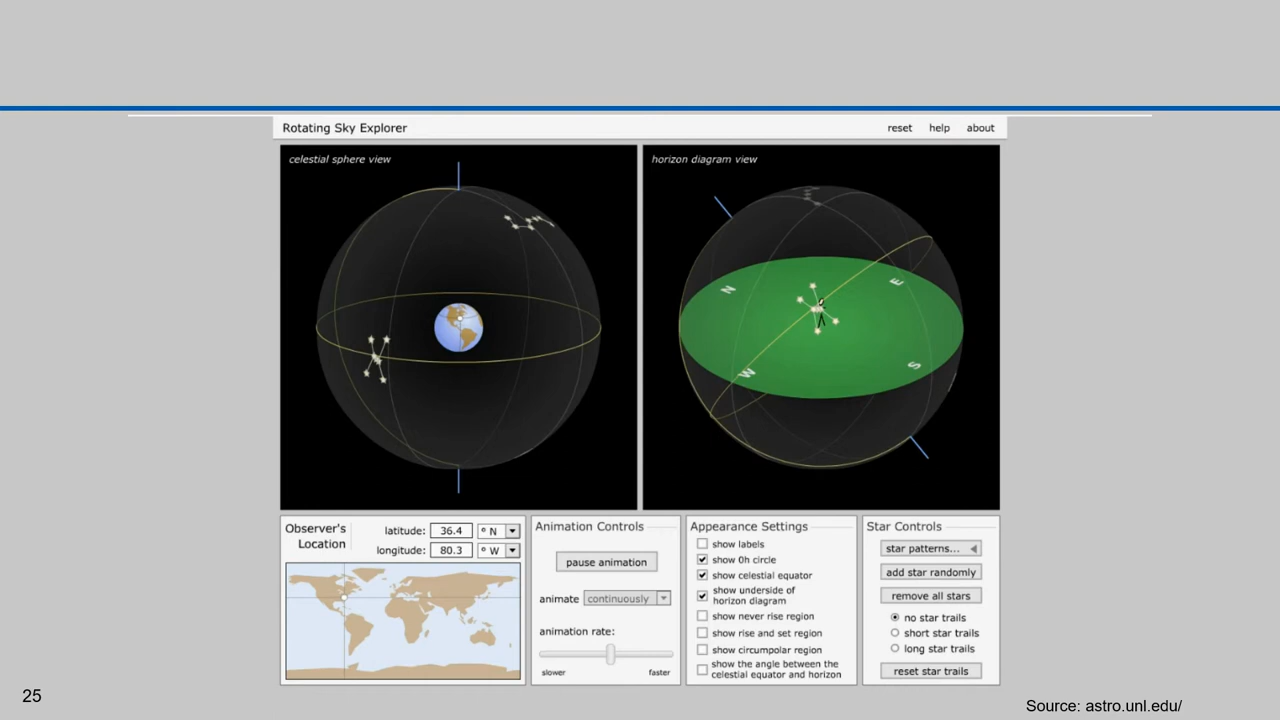 Rotating Sky Explorer
reset help about
celestial sphere view
horizon diagram view
N
E
W
S
Observer's
Location
latitude: 36.4 ° N
longitude: 80.3 ° W
Animation Controls
pause animation
animate continuously
animation rate:
slower faster
Appearance Settings
show labels
show 0h circle
show celestial equator
show underside of
horizon diagram
show never rise region
show rise and set region
show circumpolar region
show the angle between the
celestial equator and horizon
Star Controls
star patterns...
add star randomly
remove all stars
no star trails
short star trails
long star trails
reset star trails
25
Source: astro.unl.edu/